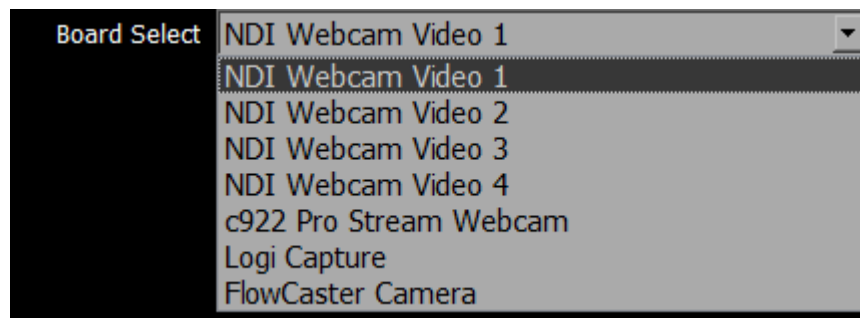 Board Select NDI Webcam Video 1
NDI Webcam Video 1
NDI Webcam Video 2
NDI Webcam Video 3
NDI Webcam Video 4
c922 Pro Stream Webcam
Logi Capture
FlowCaster Camera